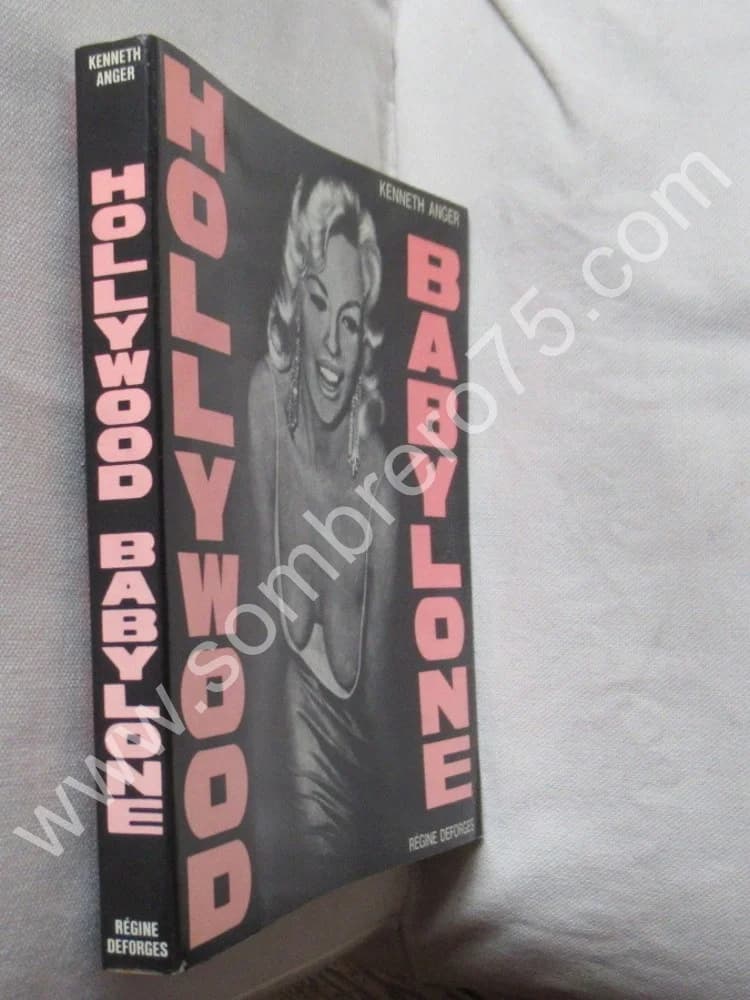 KENNETH
ANGER
HOLLYWOOD BABYLONE
RÉGINE
DEFORGES
HOLLYWOOD
KENNETH ANGER
BABYLONE
RÉGINE DEFORGES
www.sombrero75.com